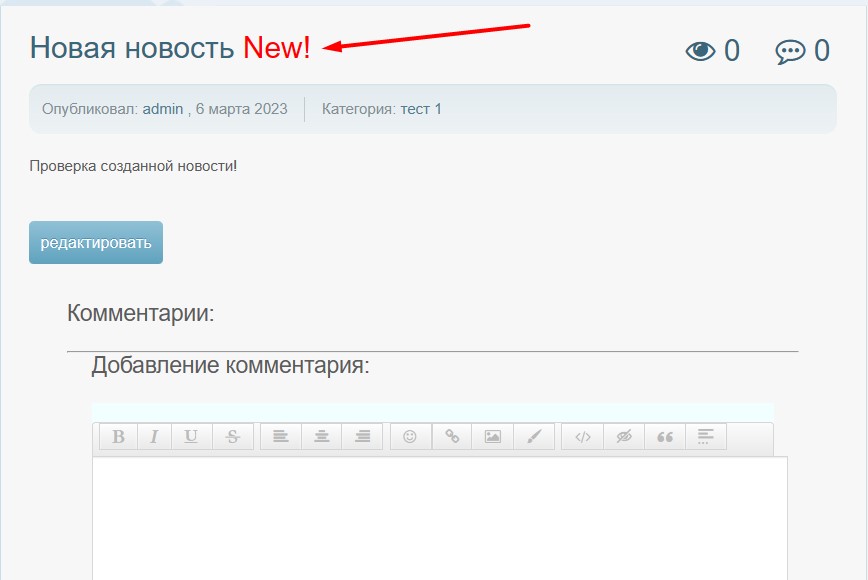 Новая новость New!
0
0
Опубликовал: admin , 6 марта 2023
Категория: тест 1
Проверка созданной новости!
редактировать
Комментарии:
Добавление комментария:
B I U S